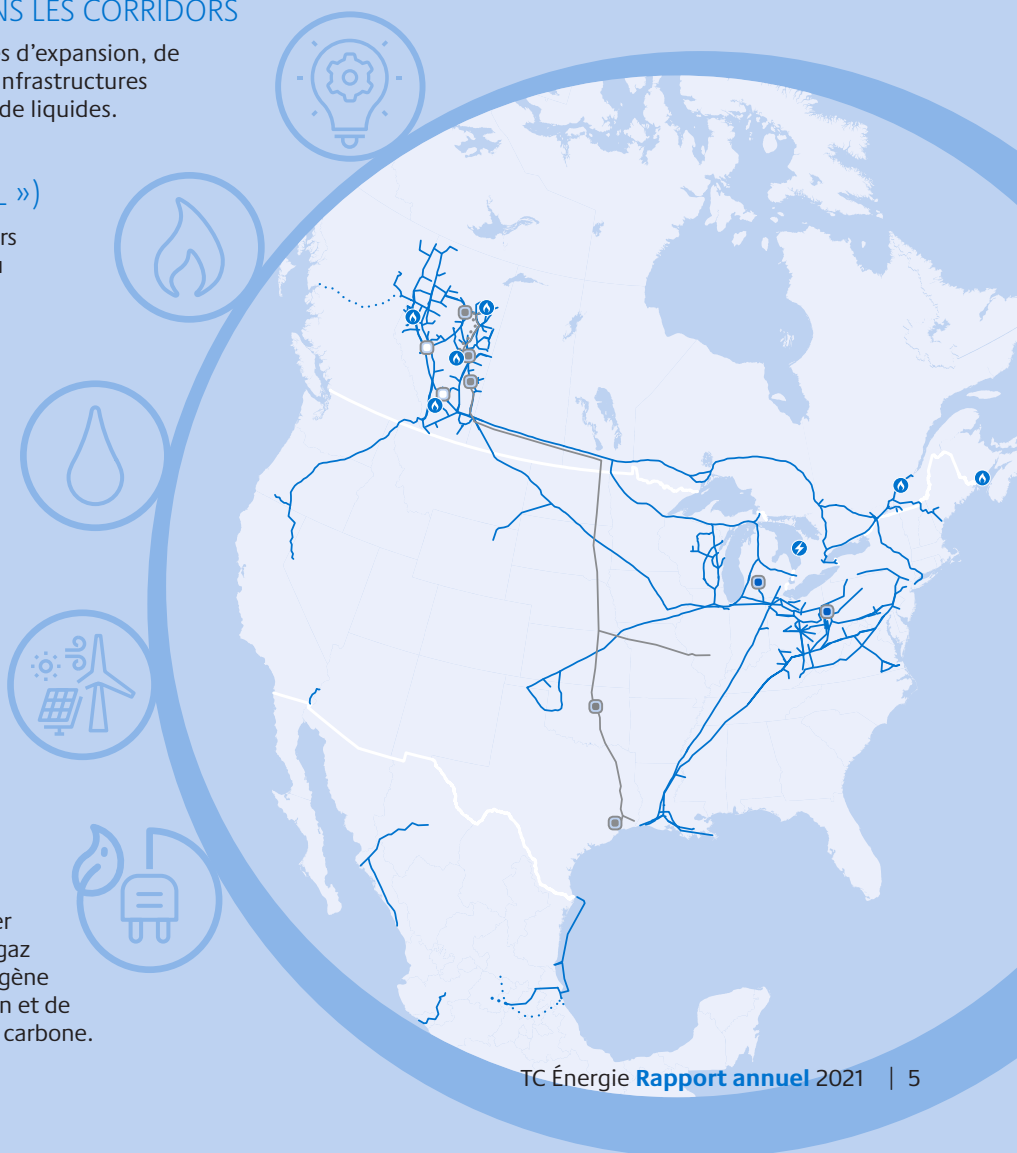 NS LES CORRIDORS
s d'expansion, de
nfrastructures
de liquides.
»)
rs
u
er
gaz
gène
n et de
carbone.
TC Énergie Rapport annuel 2021 | 5